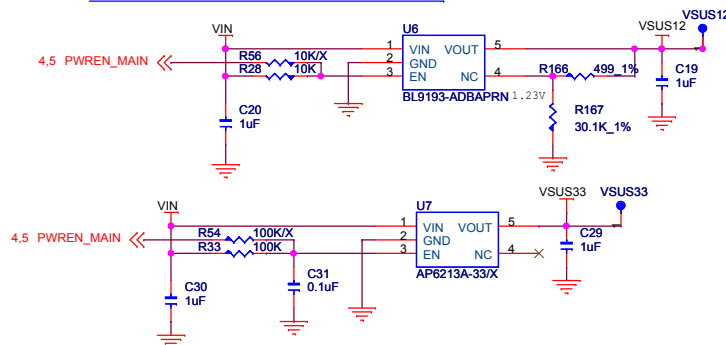 VIN
U6
VSUS12
VSUS12
4,5 PWREN_MAIN
R56 10K/X
R28 10K
1 VIN VOUT 5
2 GND
3 EN NC 4
BL9193-ADBAPRN
1.23V
R166 499_1%
C20
1uF
R167
30.1K_1%
C19
1uF
1
VIN
U7
VSUS33
VSUS33
4,5 PWREN_MAIN
R54 100K/X
R33 100K
1 VIN VOUT 5
2 GND
3 EN NC 4
AP6213A-33/X
C30
1uF
C31
0.1uF
C29
1uF
1